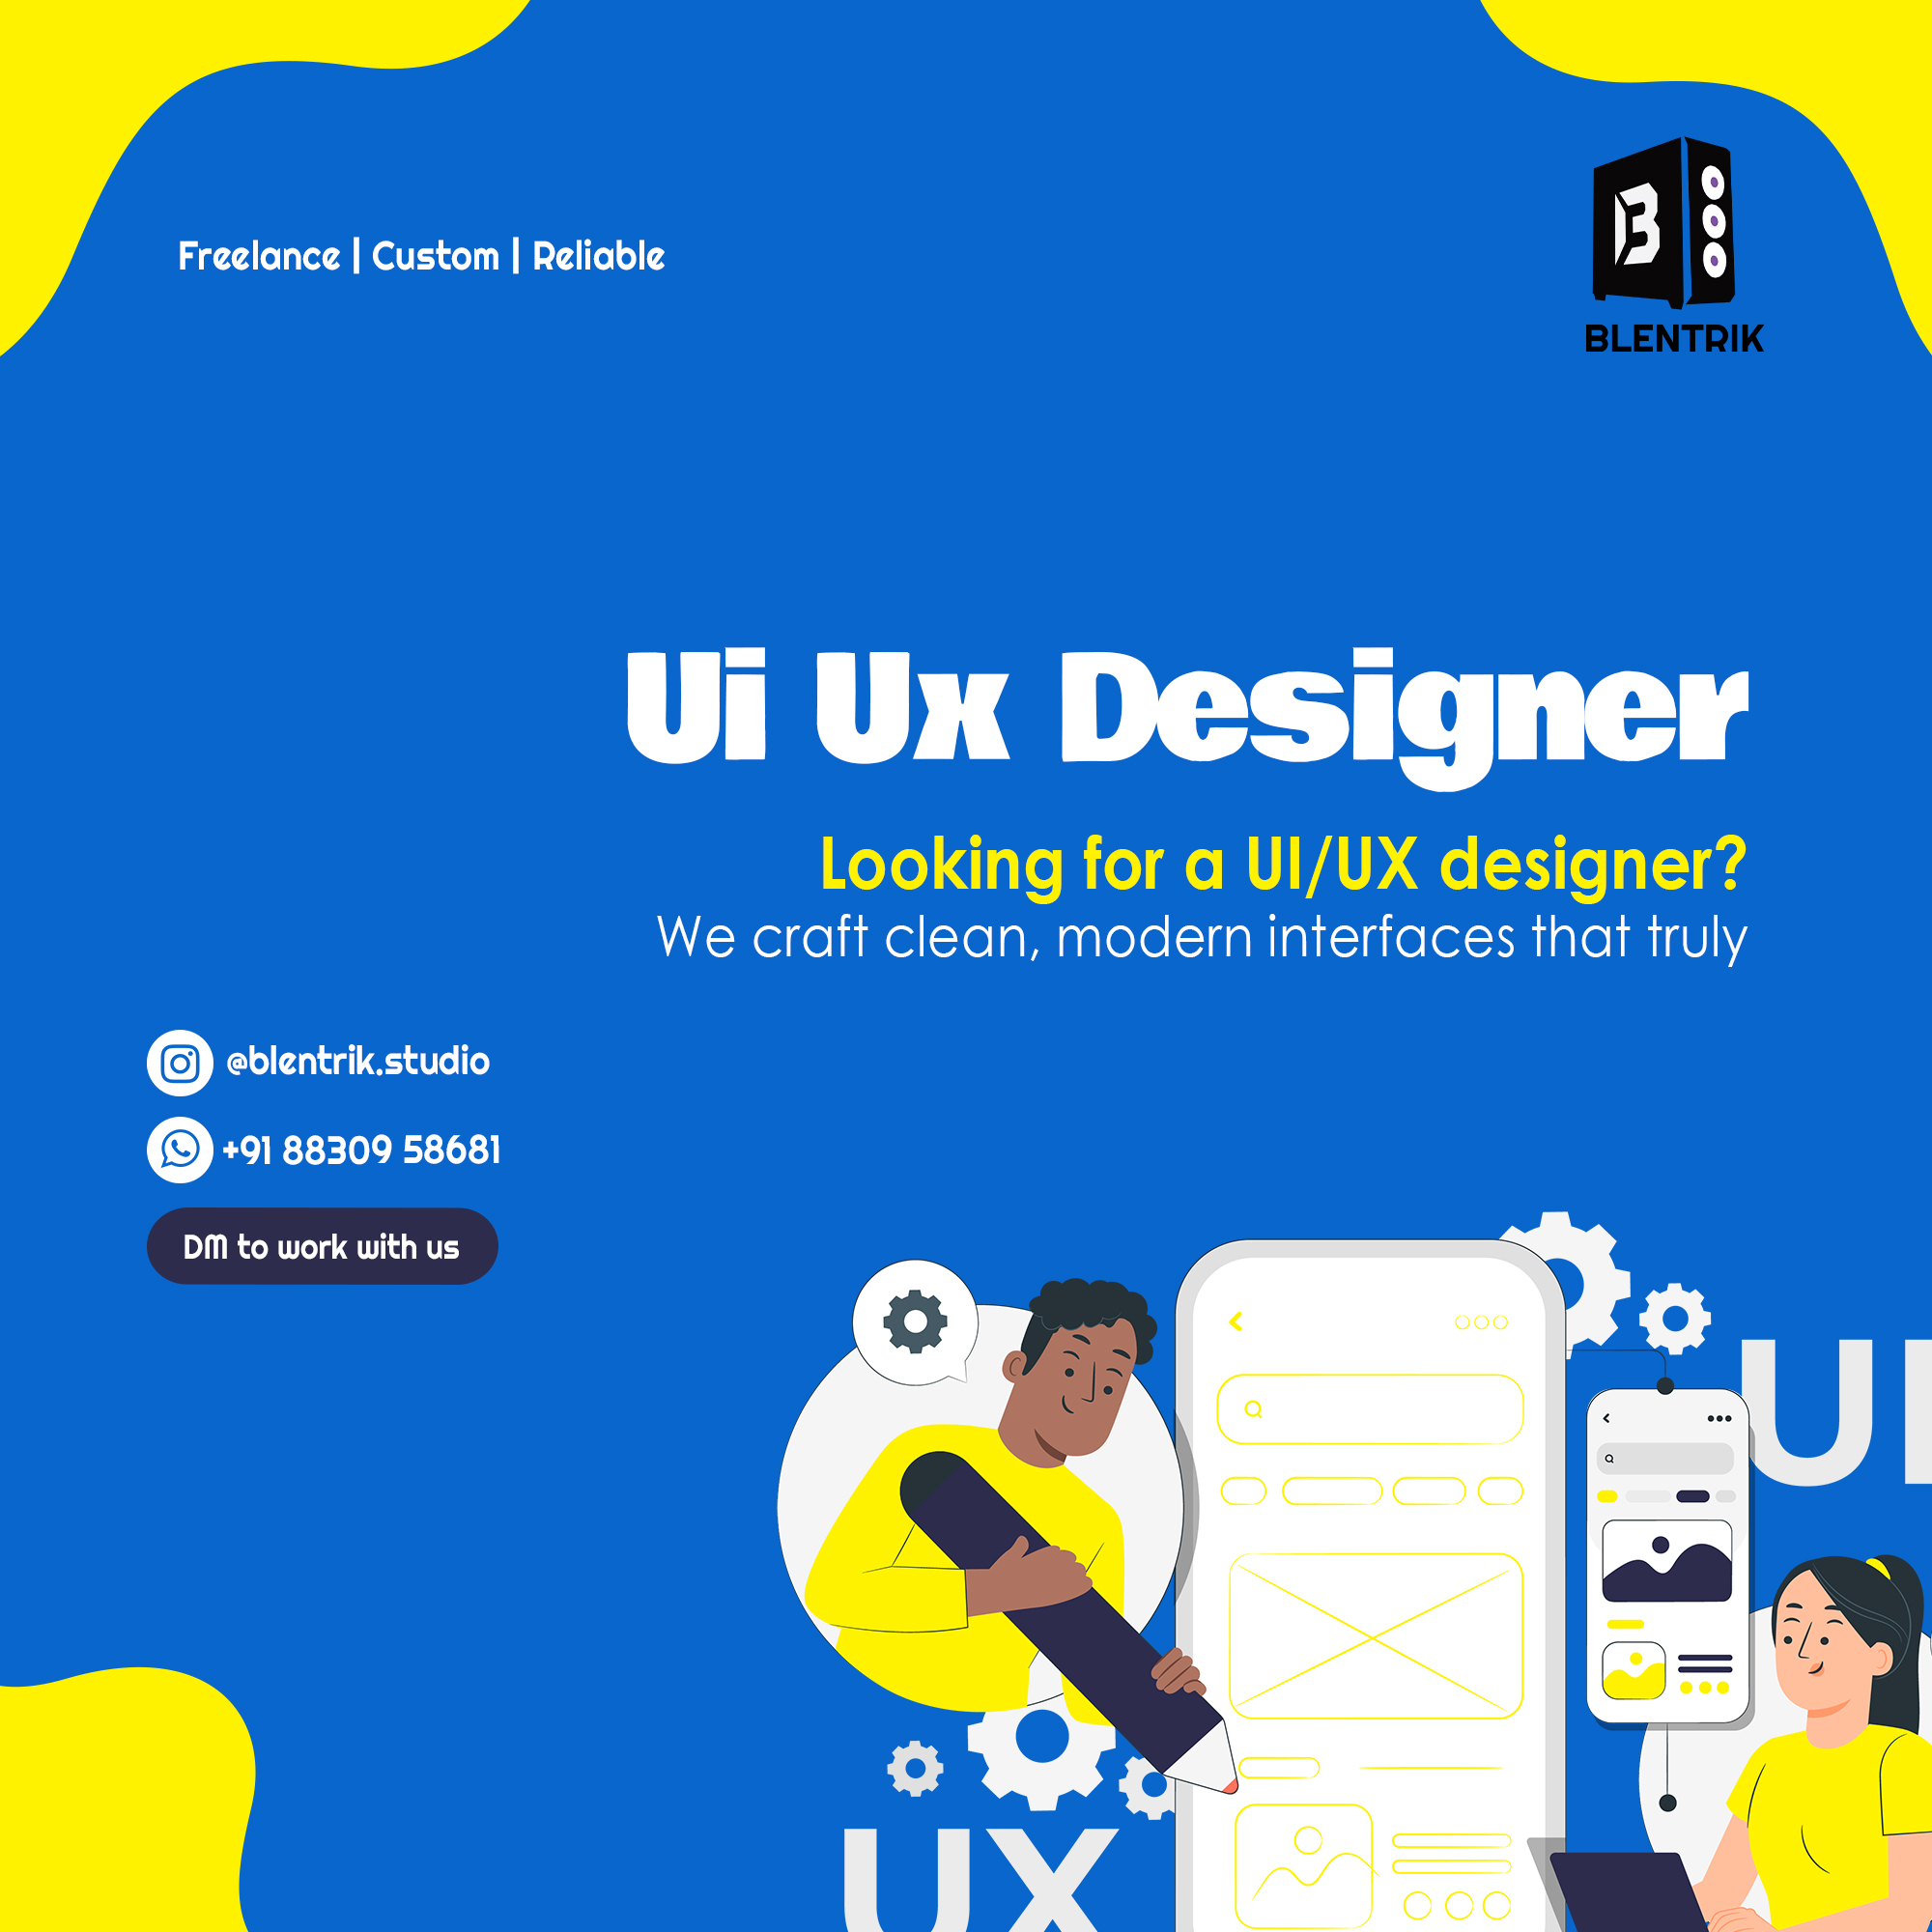 Freelance | Custom | Reliable
B
BLENTRIK
Ui Ux Designer
Looking for a UI/UX designer?
We craft clean, modern interfaces that truly
@blentrik.studio
+91 88309 58681
DM to work with us
UI
UX